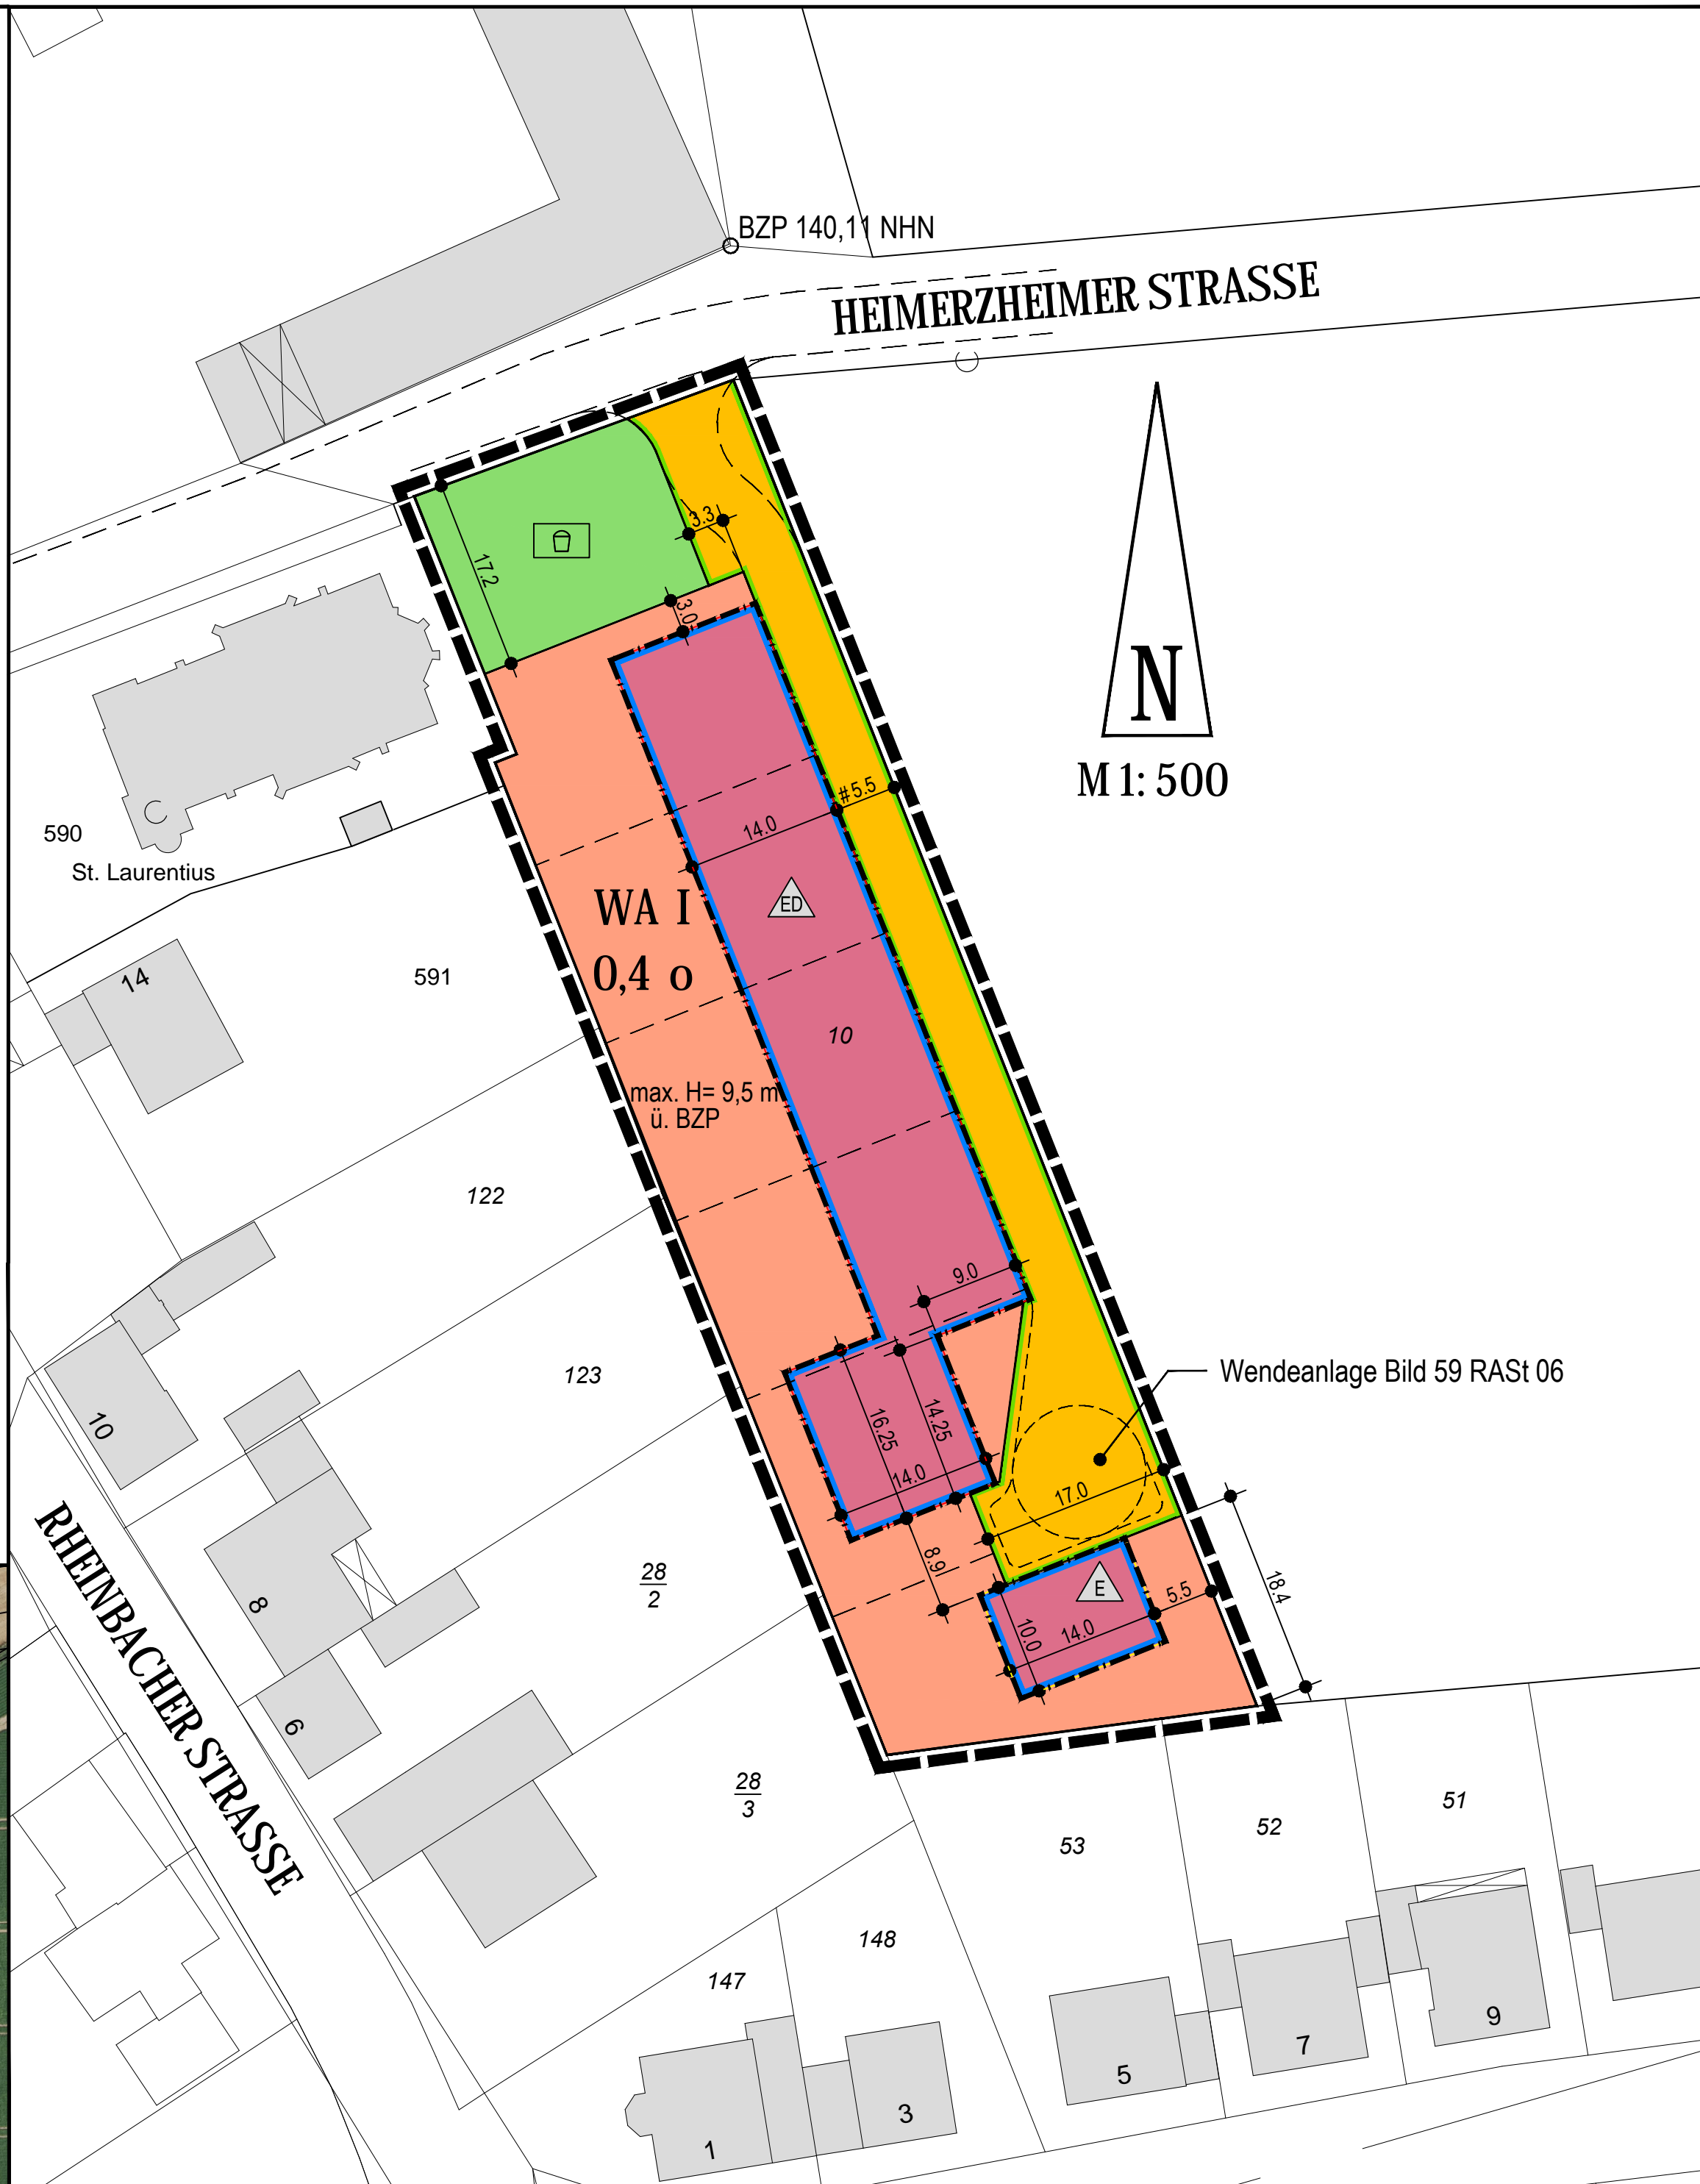 BZP 140,11 NHN
HEIMERZHEIMER STRASSE
3.3
17.2
3.0
N
M 1: 500
#5.5
14.0
590
St. Laurentius
WA I
ED
0,4 o
591
14
10
max. H= 9,5 m
ü. BZP
122
9.0
123
Wendeanlage Bild 59 RASt 06
10
16.25
14.25
14.0
17.0
8.9
18.4
E
5.5
10.0
14.0
28
2
8
RHEINBACHER STRASSE
6
28
3
53
52
51
148
147
9
7
5
3
1